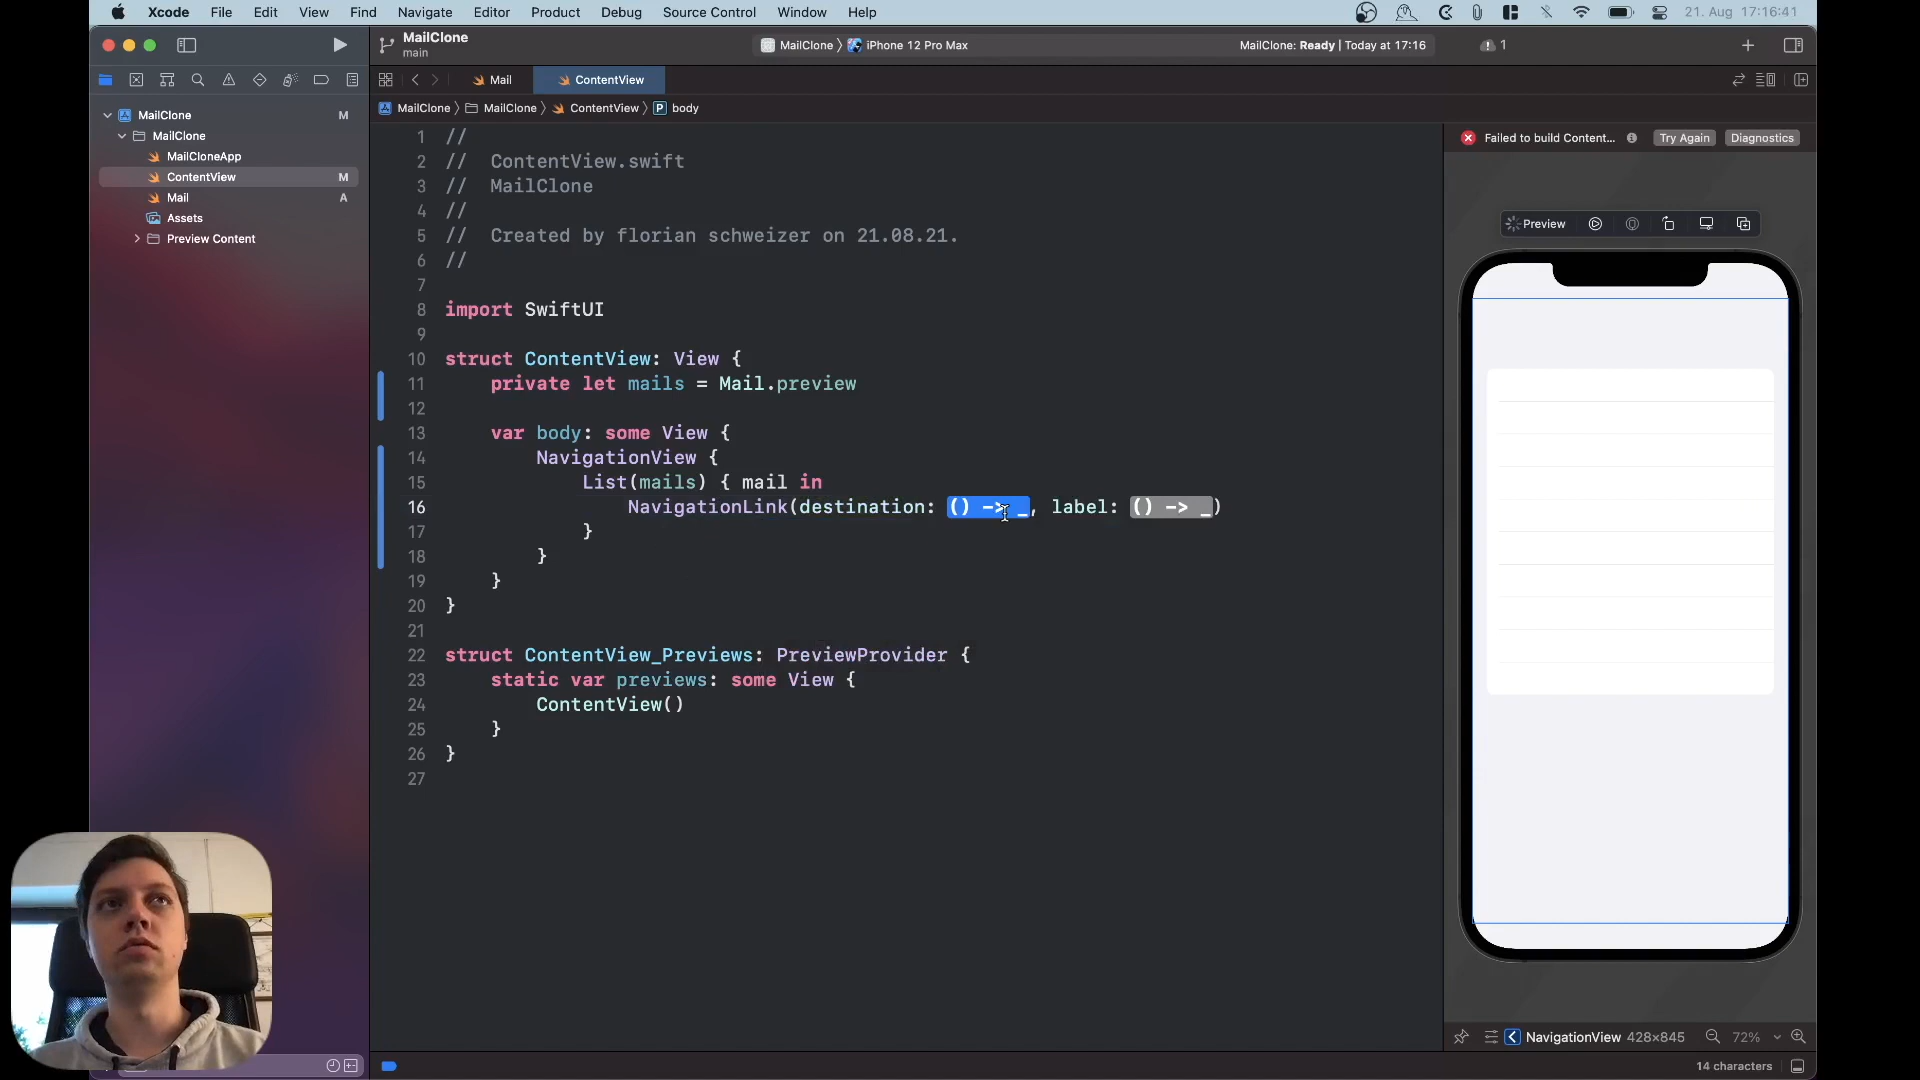 Xcode File Edit View Find Navigate Editor Product Debug Source Control Window Help 21. Aug 17:16:41
MailClone
main
MailClone 〉 iPhone 12 Pro Max
MailClone: Ready | Today at 17:16
1
Mail
ContentView
MailClone 〉 MailClone 〉 ContentView 〉 P body
MailClone M
MailClone
MailCloneApp
ContentView M
Mail A
Assets
Preview Content
1 //
2 // ContentView.swift
3 // MailClone
4 //
5 // Created by florian schweizer on 21.08.21.
6 //
7
8 import SwiftUI
9
10 struct ContentView: View {
11 private let mails = Mail.preview
12
13 var body: some View {
14 NavigationView {
15 List(mails) { mail in
16 NavigationLink(destination: () -> _, label: () -> _)
17 }
18 }
19 }
20 }
21
22 struct ContentView_Previews: PreviewProvider {
23 static var previews: some View {
24 ContentView()
25 }
26 }
27
Failed to build Content... Try Again Diagnostics
Preview
NavigationView 428×845 72%
14 characters